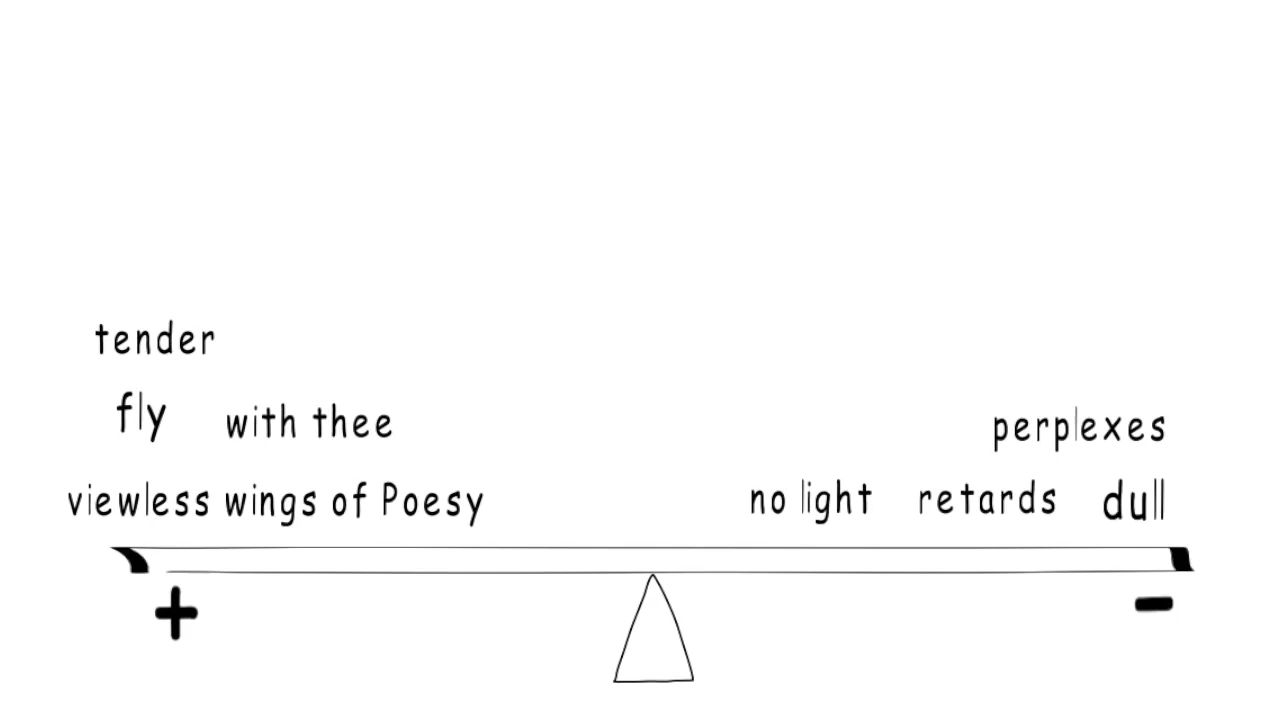 tender
fly with thee
perplexes
viewless wings of Poesy
no light retards dull
+
-